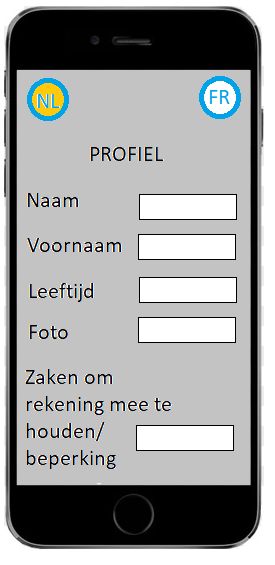 NL FR
PROFIEL
Naam
Voornaam
Leeftijd
Foto
Zaken om
rekening mee te
houden/
beperking